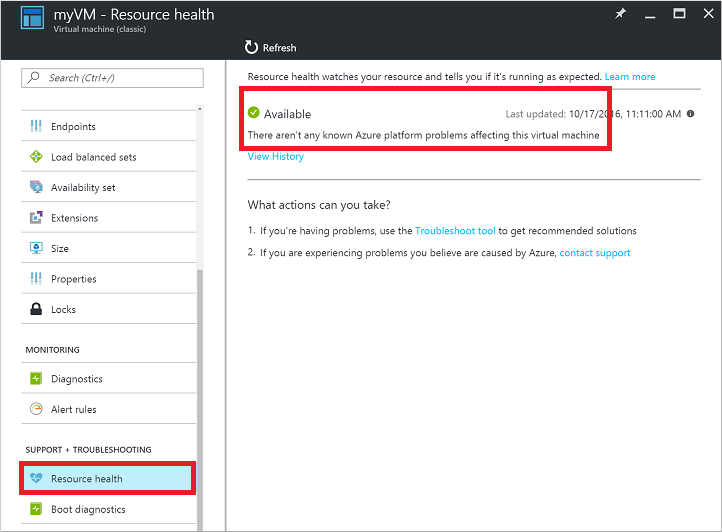 myVM - Resource health
Virtual machine (classic)
Refresh
Search (Ctrl+/)
Endpoints
Load balanced sets
Availability set
Extensions
Size
Properties
Locks
MONITORING
Diagnostics
Alert rules
SUPPORT + TROUBLESHOOTING
Resource health
Boot diagnostics
Resource health watches your resource and tells you if it's running as expected. Learn more
Available Last updated: 10/17/2016, 11:11:00 AM
There aren't any known Azure platform problems affecting this virtual machine
View History
What actions can you take?
1. If you're having problems, use the Troubleshoot tool to get recommended solutions
2. If you are experiencing problems you believe are caused by Azure, contact support